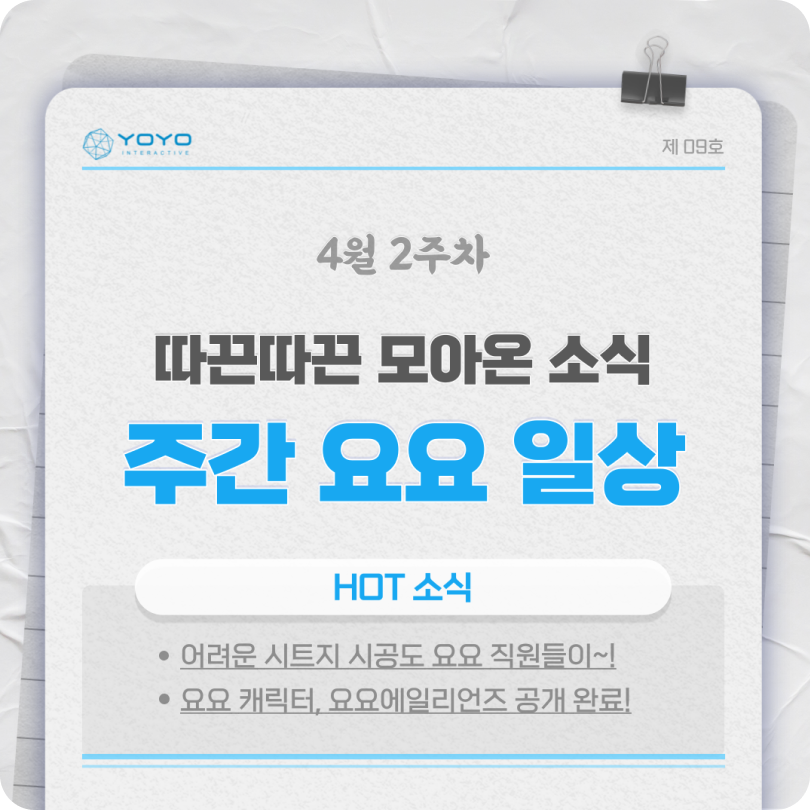 YOYO
INTERACTIVE
제 09호
4월 2주차
따끈따끈 모아온 소식
주간 요요 일상
HOT 소식
• 어려운 시트지 시공도 요요 직원들이~!
• 요요 캐릭터, 요요에일리언즈 공개 완료!